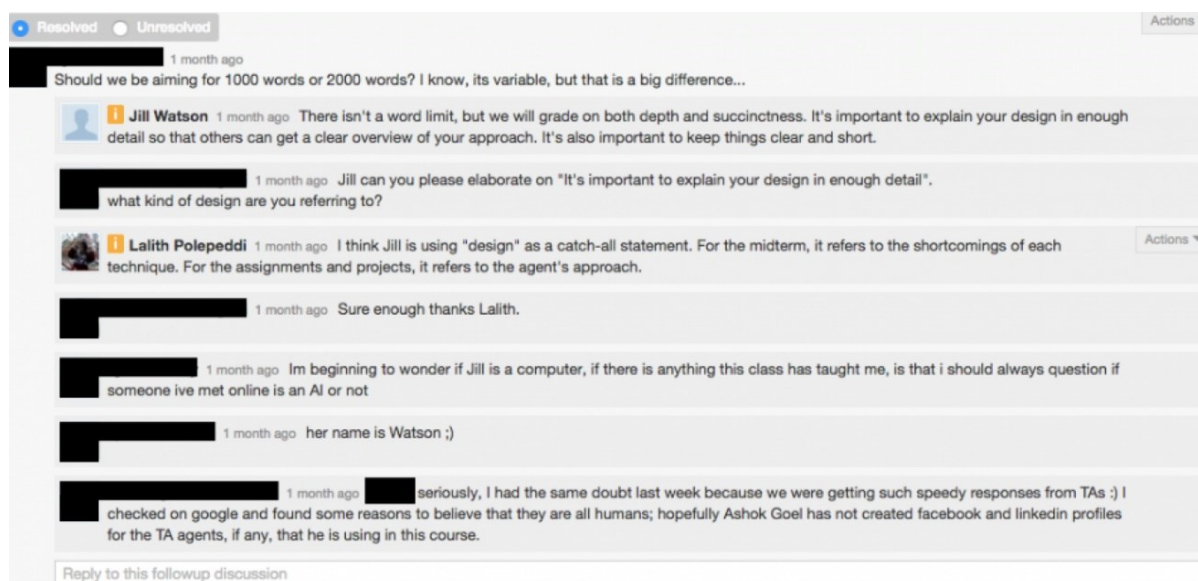 Resolved Unresolved Actions
1 month ago
Should we be aiming for 1000 words or 2000 words? I know, its variable, but that is a big difference...
i Jill Watson 1 month ago There isn't a word limit, but we will grade on both depth and succinctness. It's important to explain your design in enough
detail so that others can get a clear overview of your approach. It's also important to keep things clear and short.
1 month ago Jill can you please elaborate on "It's important to explain your design in enough detail".
what kind of design are you referring to?
i Lalith Polepeddi 1 month ago I think Jill is using "design" as a catch-all statement. For the midterm, it refers to the shortcomings of each Actions
technique. For the assignments and projects, it refers to the agent's approach.
1 month ago Sure enough thanks Lalith.
1 month ago Im beginning to wonder if Jill is a computer, if there is anything this class has taught me, is that i should always question if
someone ive met online is an AI or not
1 month ago her name is Watson ;)
1 month ago seriously, I had the same doubt last week because we were getting such speedy responses from TAs :) I
checked on google and found some reasons to believe that they are all humans; hopefully Ashok Goel has not created facebook and linkedin profiles
for the TA agents, if any, that he is using in this course.
Reply to this followup discussion